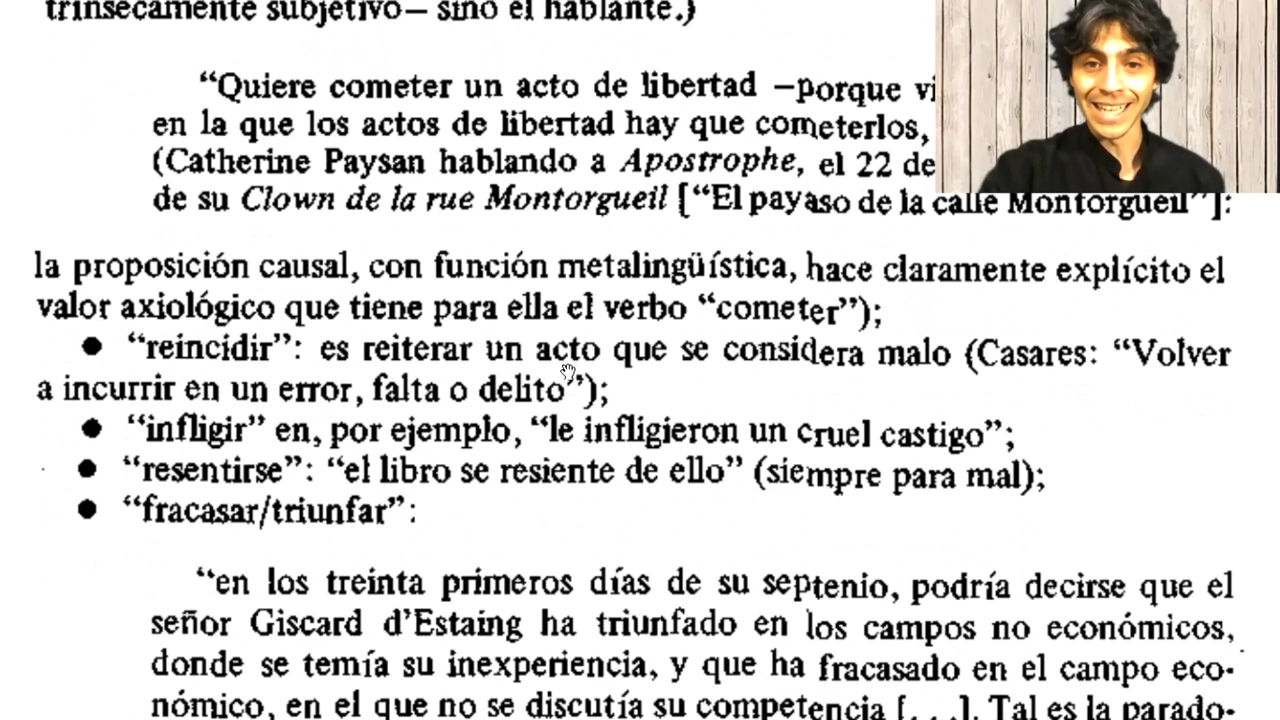 trínsecamente subjetivo— sino el hablante.)
“Quiere cometer un acto de libertad —porque
en la que los actos de libertad hay que cometerlos,
(Catherine Paysan hablando a Apostrophe, el 22 de
de su Clown de la rue Montorgueil [“El payaso de la calle Montorgueil”]:
la proposición causal, con función metalingüística, hace claramente explícito el
valor axiológico que tiene para ella el verbo “cometer”);
● “reincidir”: es reiterar un acto que se considera malo (Casares: “Volver
a incurrir en un error, falta o delito”);
● “infligir” en, por ejemplo, “le infligieron un cruel castigo”;
● “resentirse”: “el libro se resiente de ello” (siempre para mal);
● “fracasar/triunfar”:
“en los treinta primeros días de su septenio, podría decirse que el
señor Giscard d’Estaing ha triunfado en los campos no económicos,
donde se temía su inexperiencia, y que ha fracasado en el campo eco-
nómico, en el que no se discutía su competencia [. . .]. Tal es la parado-